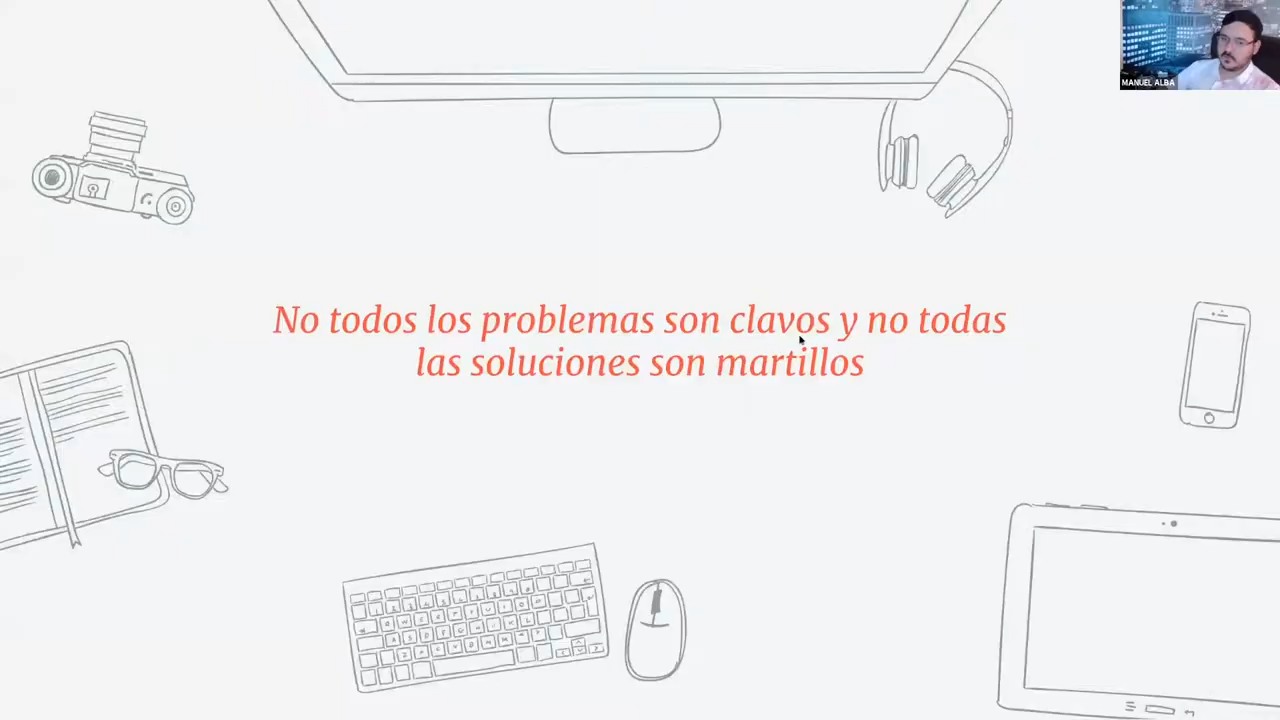 MANUEL ALBA
No todos los problemas son clavos y no todas
las soluciones son martillos